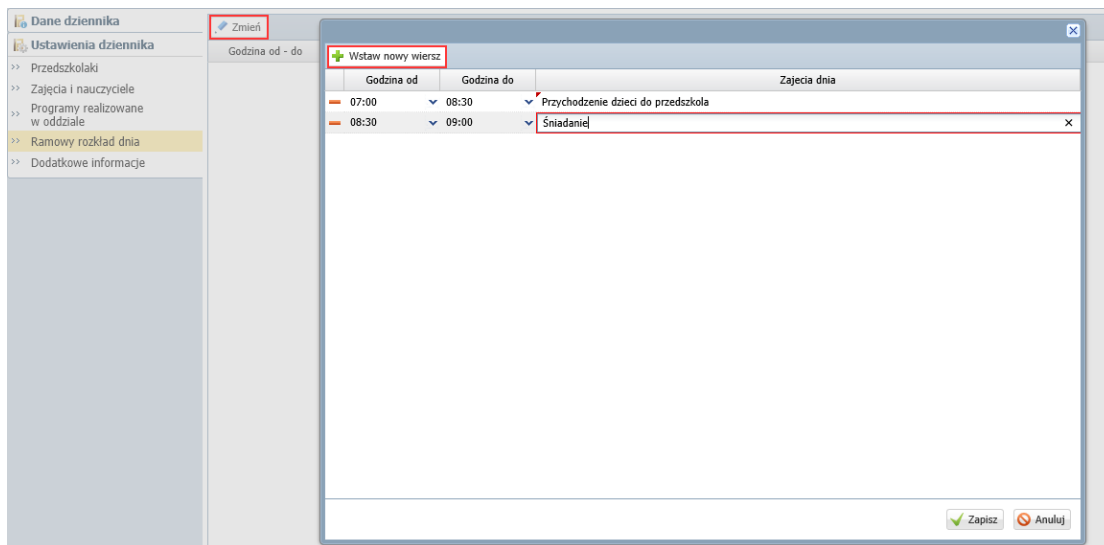 Dane dziennika
Ustawienia dziennika
Przedszkolaki
Zajęcia i nauczyciele
Programy realizowane
w oddziale
Ramowy rozkład dnia
Dodatkowe informacje
Zmień
Godzina od - do
Wstaw nowy wiersz
Godzina od Godzina do Zajecia dnia
07:00 08:30 Przychodzenie dzieci do przedszkola
08:30 09:00 Śniadanie
Zapisz Anuluj